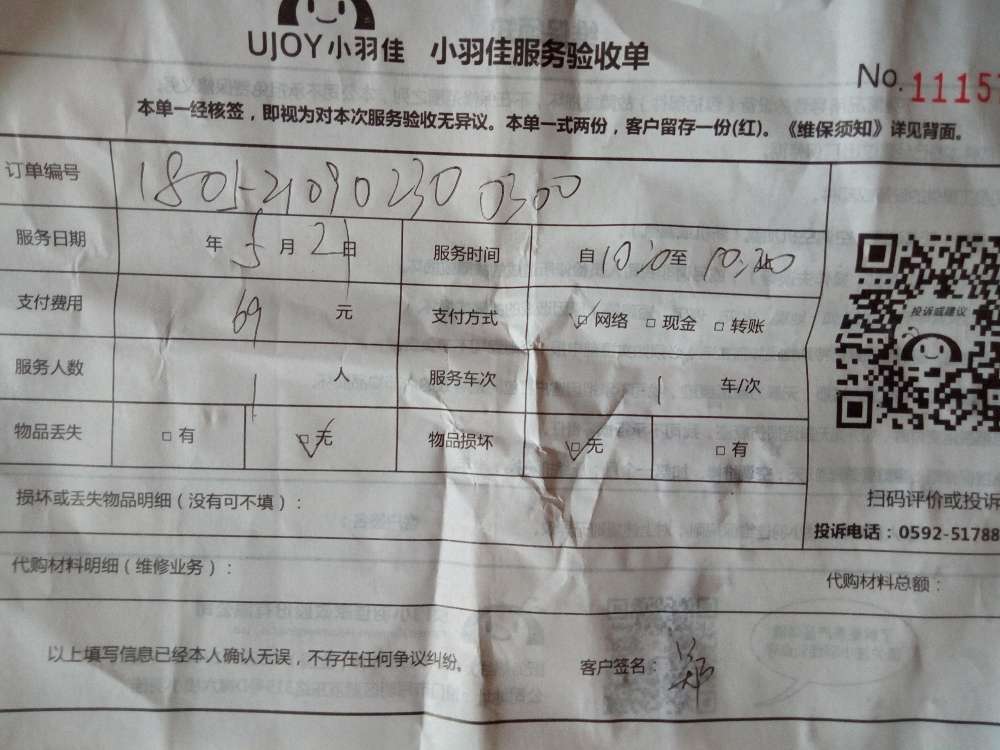 UJOY小羽佳 小羽佳服务验收单
No. 1115
本单一经核签，即视为对本次服务验收无异议。本单一式两份，客户留存一份(红)。《维保须知》详见背面。
订单编号 180521090230 0300
服务日期 年 5 月 21 日 服务时间 自 至
支付费用 69 元 支付方式 ☑ 网络 □ 现金 □ 转账
投诉或建议
服务人数 1 人 服务车次 1 车/次
物品丢失 □ 有 ☑ 无 物品损坏 ☑ 无 □ 有
损坏或丢失物品明细（没有可不填）：
扫码评价或投诉
投诉电话：0592-51788
代购材料明细（维修业务）：
代购材料总额：
以上填写信息已经本人确认无误，不存在任何争议纠纷。 客户签名：郑